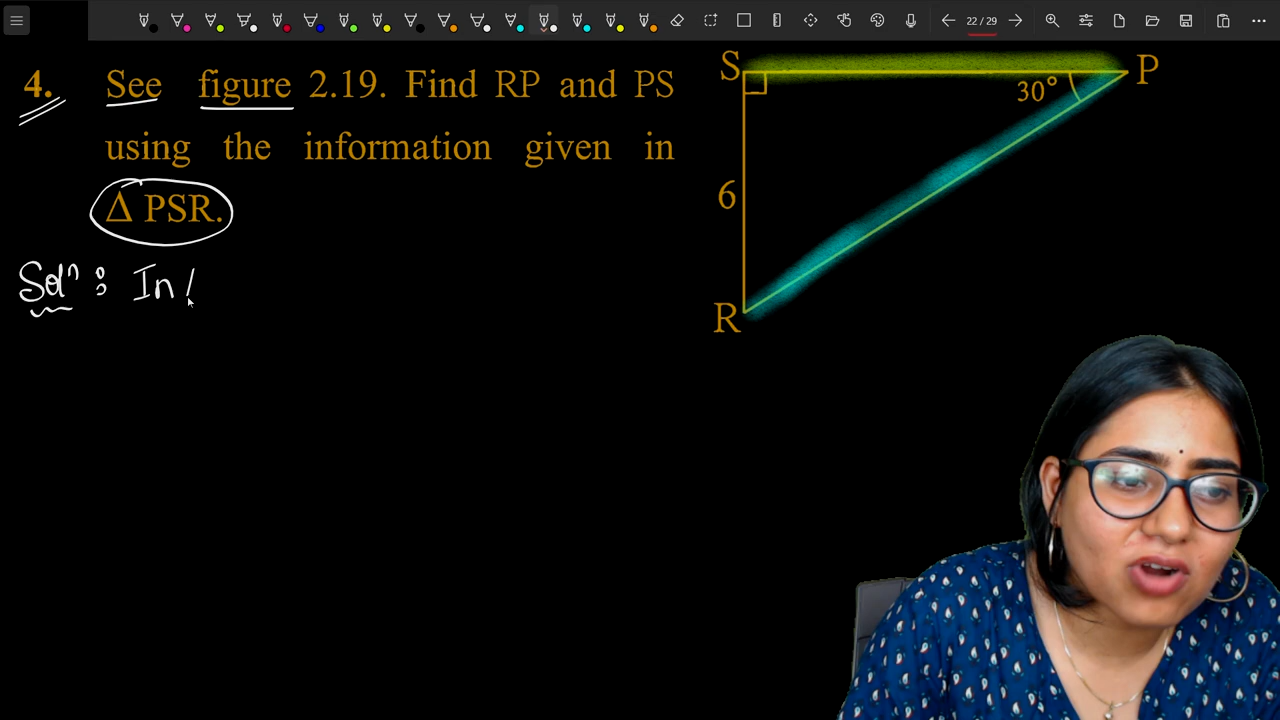 22 / 29
4. See figure 2.19. Find RP and PS
using the information given in
Δ PSR.
Solⁿ : In
S
P
30°
6
R